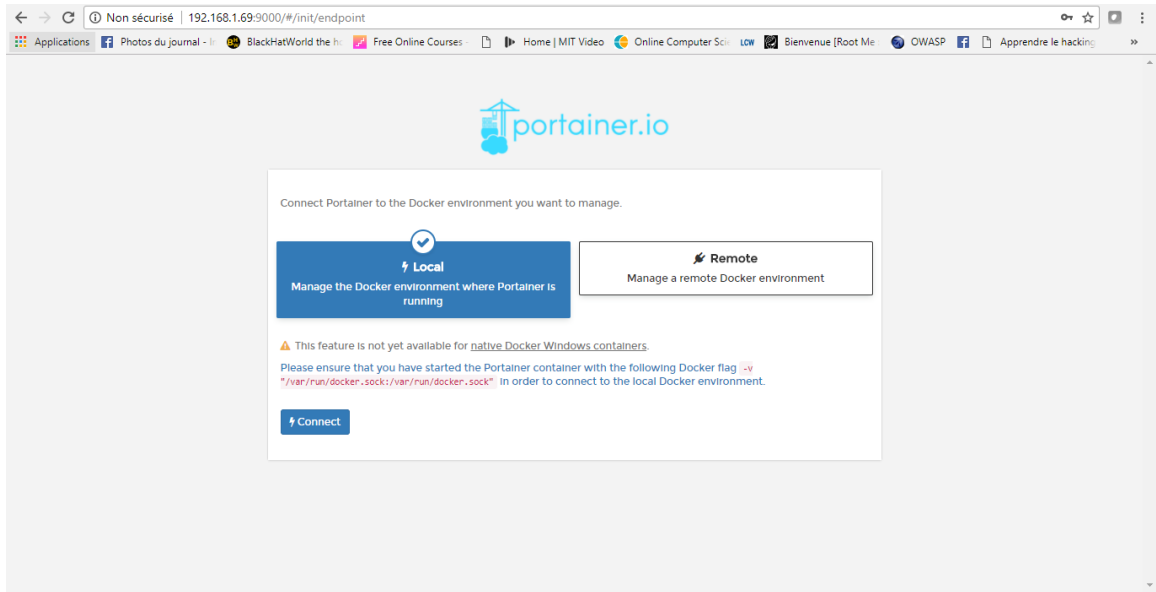 Non sécurisé | 192.168.1.69:9000/#/init/endpoint
Applications Photos du journal - In BlackHatWorld the ho Free Online Courses - Home | MIT Video Online Computer Scie LCW Bienvenue [Root Me OWASP Apprendre le hacking »
portainer.io
Connect Portainer to the Docker environment you want to manage.
Local
Manage the Docker environment where Portainer is
running
Remote
Manage a remote Docker environment
This feature is not yet available for native Docker Windows containers.
Please ensure that you have started the Portainer container with the following Docker flag -v
"/var/run/docker.sock:/var/run/docker.sock" in order to connect to the local Docker environment.
Connect